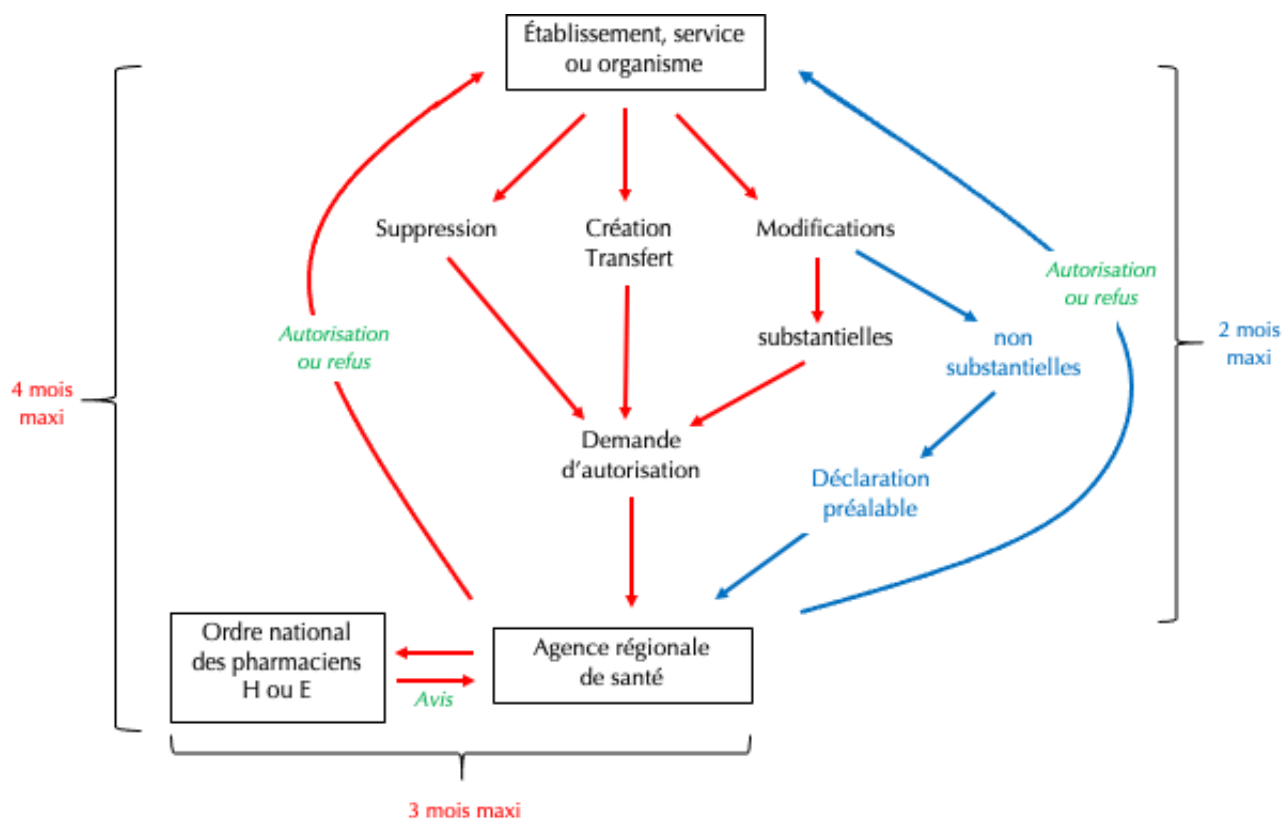 Établissement, service
ou organisme
Suppression
Création
Transfert
Modifications
Autorisation
ou refus
Autorisation
ou refus
substantielles
non
substantielles
2 mois
maxi
4 mois
maxi
Demande
d'autorisation
Déclaration
préalable
Ordre national
des pharmaciens
H ou E
Avis
Agence régionale
de santé
3 mois maxi